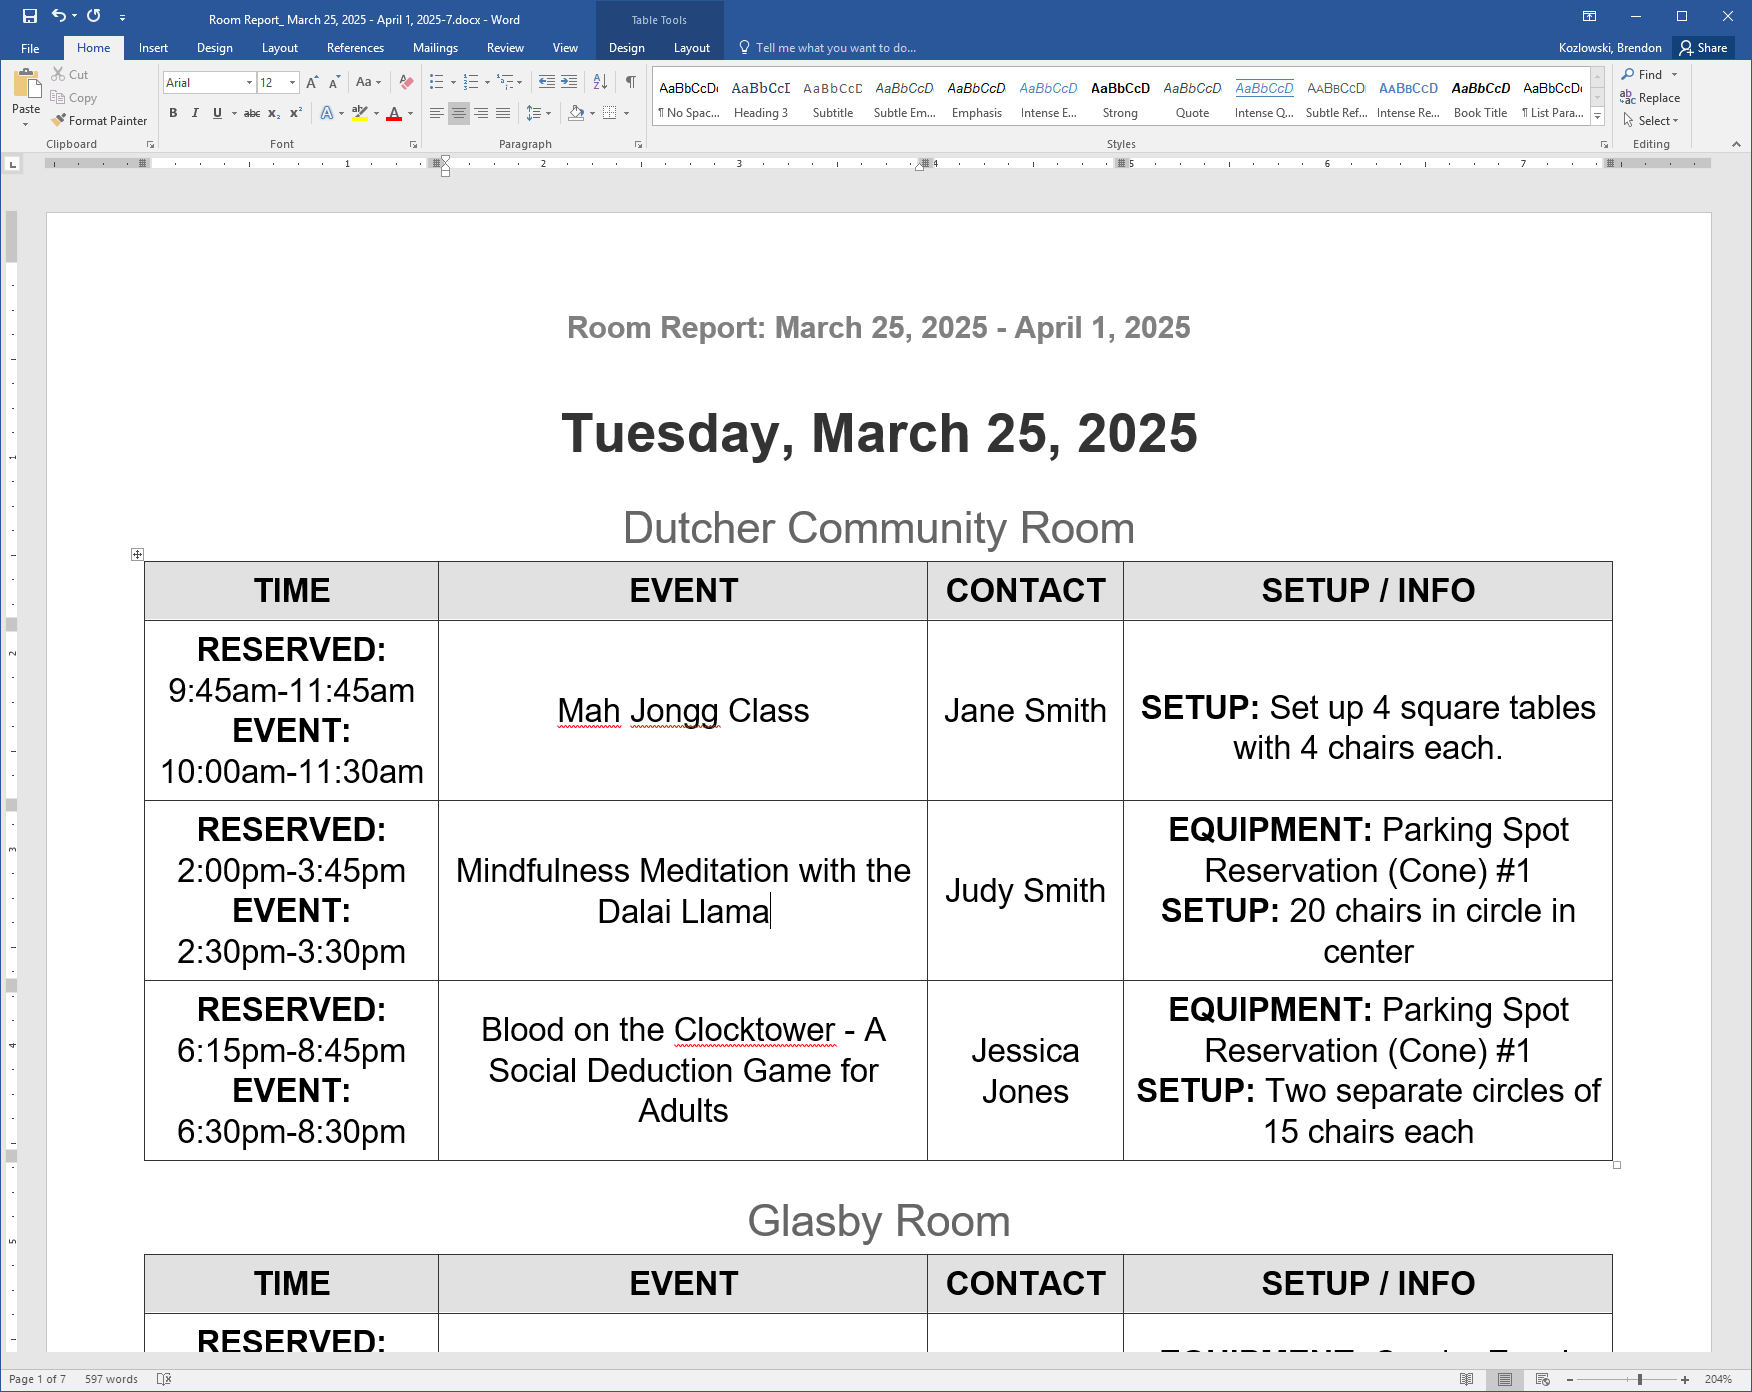 Room Report_ March 25, 2025 - April 1, 2025-7.docx - Word
Table Tools
File
Home
Insert
Design
Layout
References
Mailings
Review
View
Design
Layout
Tell me what you want to do...
Kozlowski, Brendon
Share
Paste
Cut
Copy
Format Painter
Clipboard
Arial
12
Font
Paragraph
AaBbCcDc
¶ No Spac...
AaBbCcI
Heading 3
AaBbCcD
Subtitle
AaBbCcD
Subtle Em...
AaBbCcD
Emphasis
AaBbCcD
Intense E...
AaBbCcD
Strong
AaBbCcD
Quote
AaBbCcD
Intense Q...
AaBbCcD
Subtle Ref...
AaBbCcD
Intense Re...
AaBbCcD
Book Title
AaBbCcDc
¶ List Para...
Styles
Find
Replace
Select
Editing
1 2 3 4 5 6 7
Room Report: March 25, 2025 - April 1, 2025
Tuesday, March 25, 2025
Dutcher Community Room
TIME
EVENT
CONTACT
SETUP / INFO
RESERVED:
9:45am-11:45am
EVENT:
10:00am-11:30am
Mah Jongg Class
Jane Smith
SETUP: Set up 4 square tables
with 4 chairs each.
RESERVED:
2:00pm-3:45pm
EVENT:
2:30pm-3:30pm
Mindfulness Meditation with the
Dalai Llama
Judy Smith
EQUIPMENT: Parking Spot
Reservation (Cone) #1
SETUP: 20 chairs in circle in
center
RESERVED:
6:15pm-8:45pm
EVENT:
6:30pm-8:30pm
Blood on the Clocktower - A
Social Deduction Game for
Adults
Jessica
Jones
EQUIPMENT: Parking Spot
Reservation (Cone) #1
SETUP: Two separate circles of
15 chairs each
Glasby Room
TIME
EVENT
CONTACT
SETUP / INFO
RESERVED:
Page 1 of 7
597 words
204%